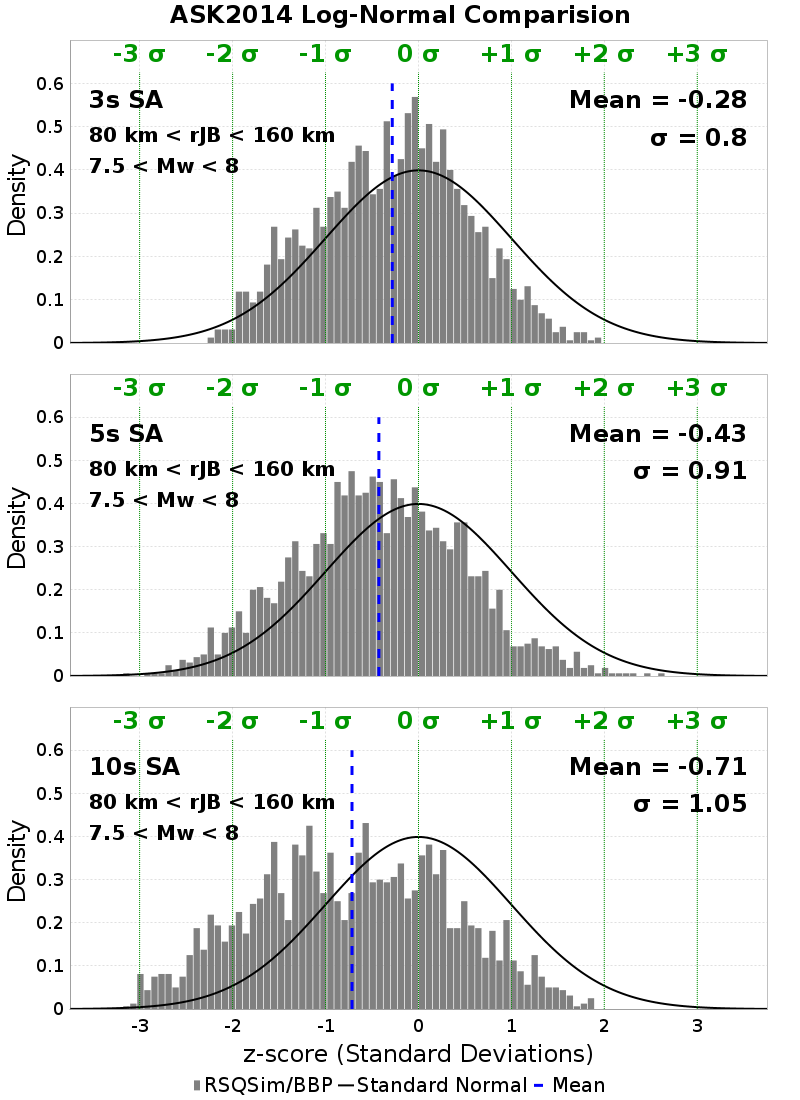 ASK2014 Log-Normal Comparision
-3 σ -2 σ -1 σ 0 σ +1 σ +2 σ +3 σ
3s SA Mean = -0.28
80 km < rJB < 160 km σ = 0.8
7.5 < Mw < 8
0.6
0.5
0.4
0.3
0.2
0.1
0
Density
-3 σ -2 σ -1 σ 0 σ +1 σ +2 σ +3 σ
5s SA Mean = -0.43
80 km < rJB < 160 km σ = 0.91
7.5 < Mw < 8
0.6
0.5
0.4
0.3
0.2
0.1
0
Density
-3 σ -2 σ -1 σ 0 σ +1 σ +2 σ +3 σ
10s SA Mean = -0.71
80 km < rJB < 160 km σ = 1.05
7.5 < Mw < 8
0.6
0.5
0.4
0.3
0.2
0.1
0
Density
-3 -2 -1 0 1 2 3
z-score (Standard Deviations)
RSQSim/BBP Standard Normal Mean